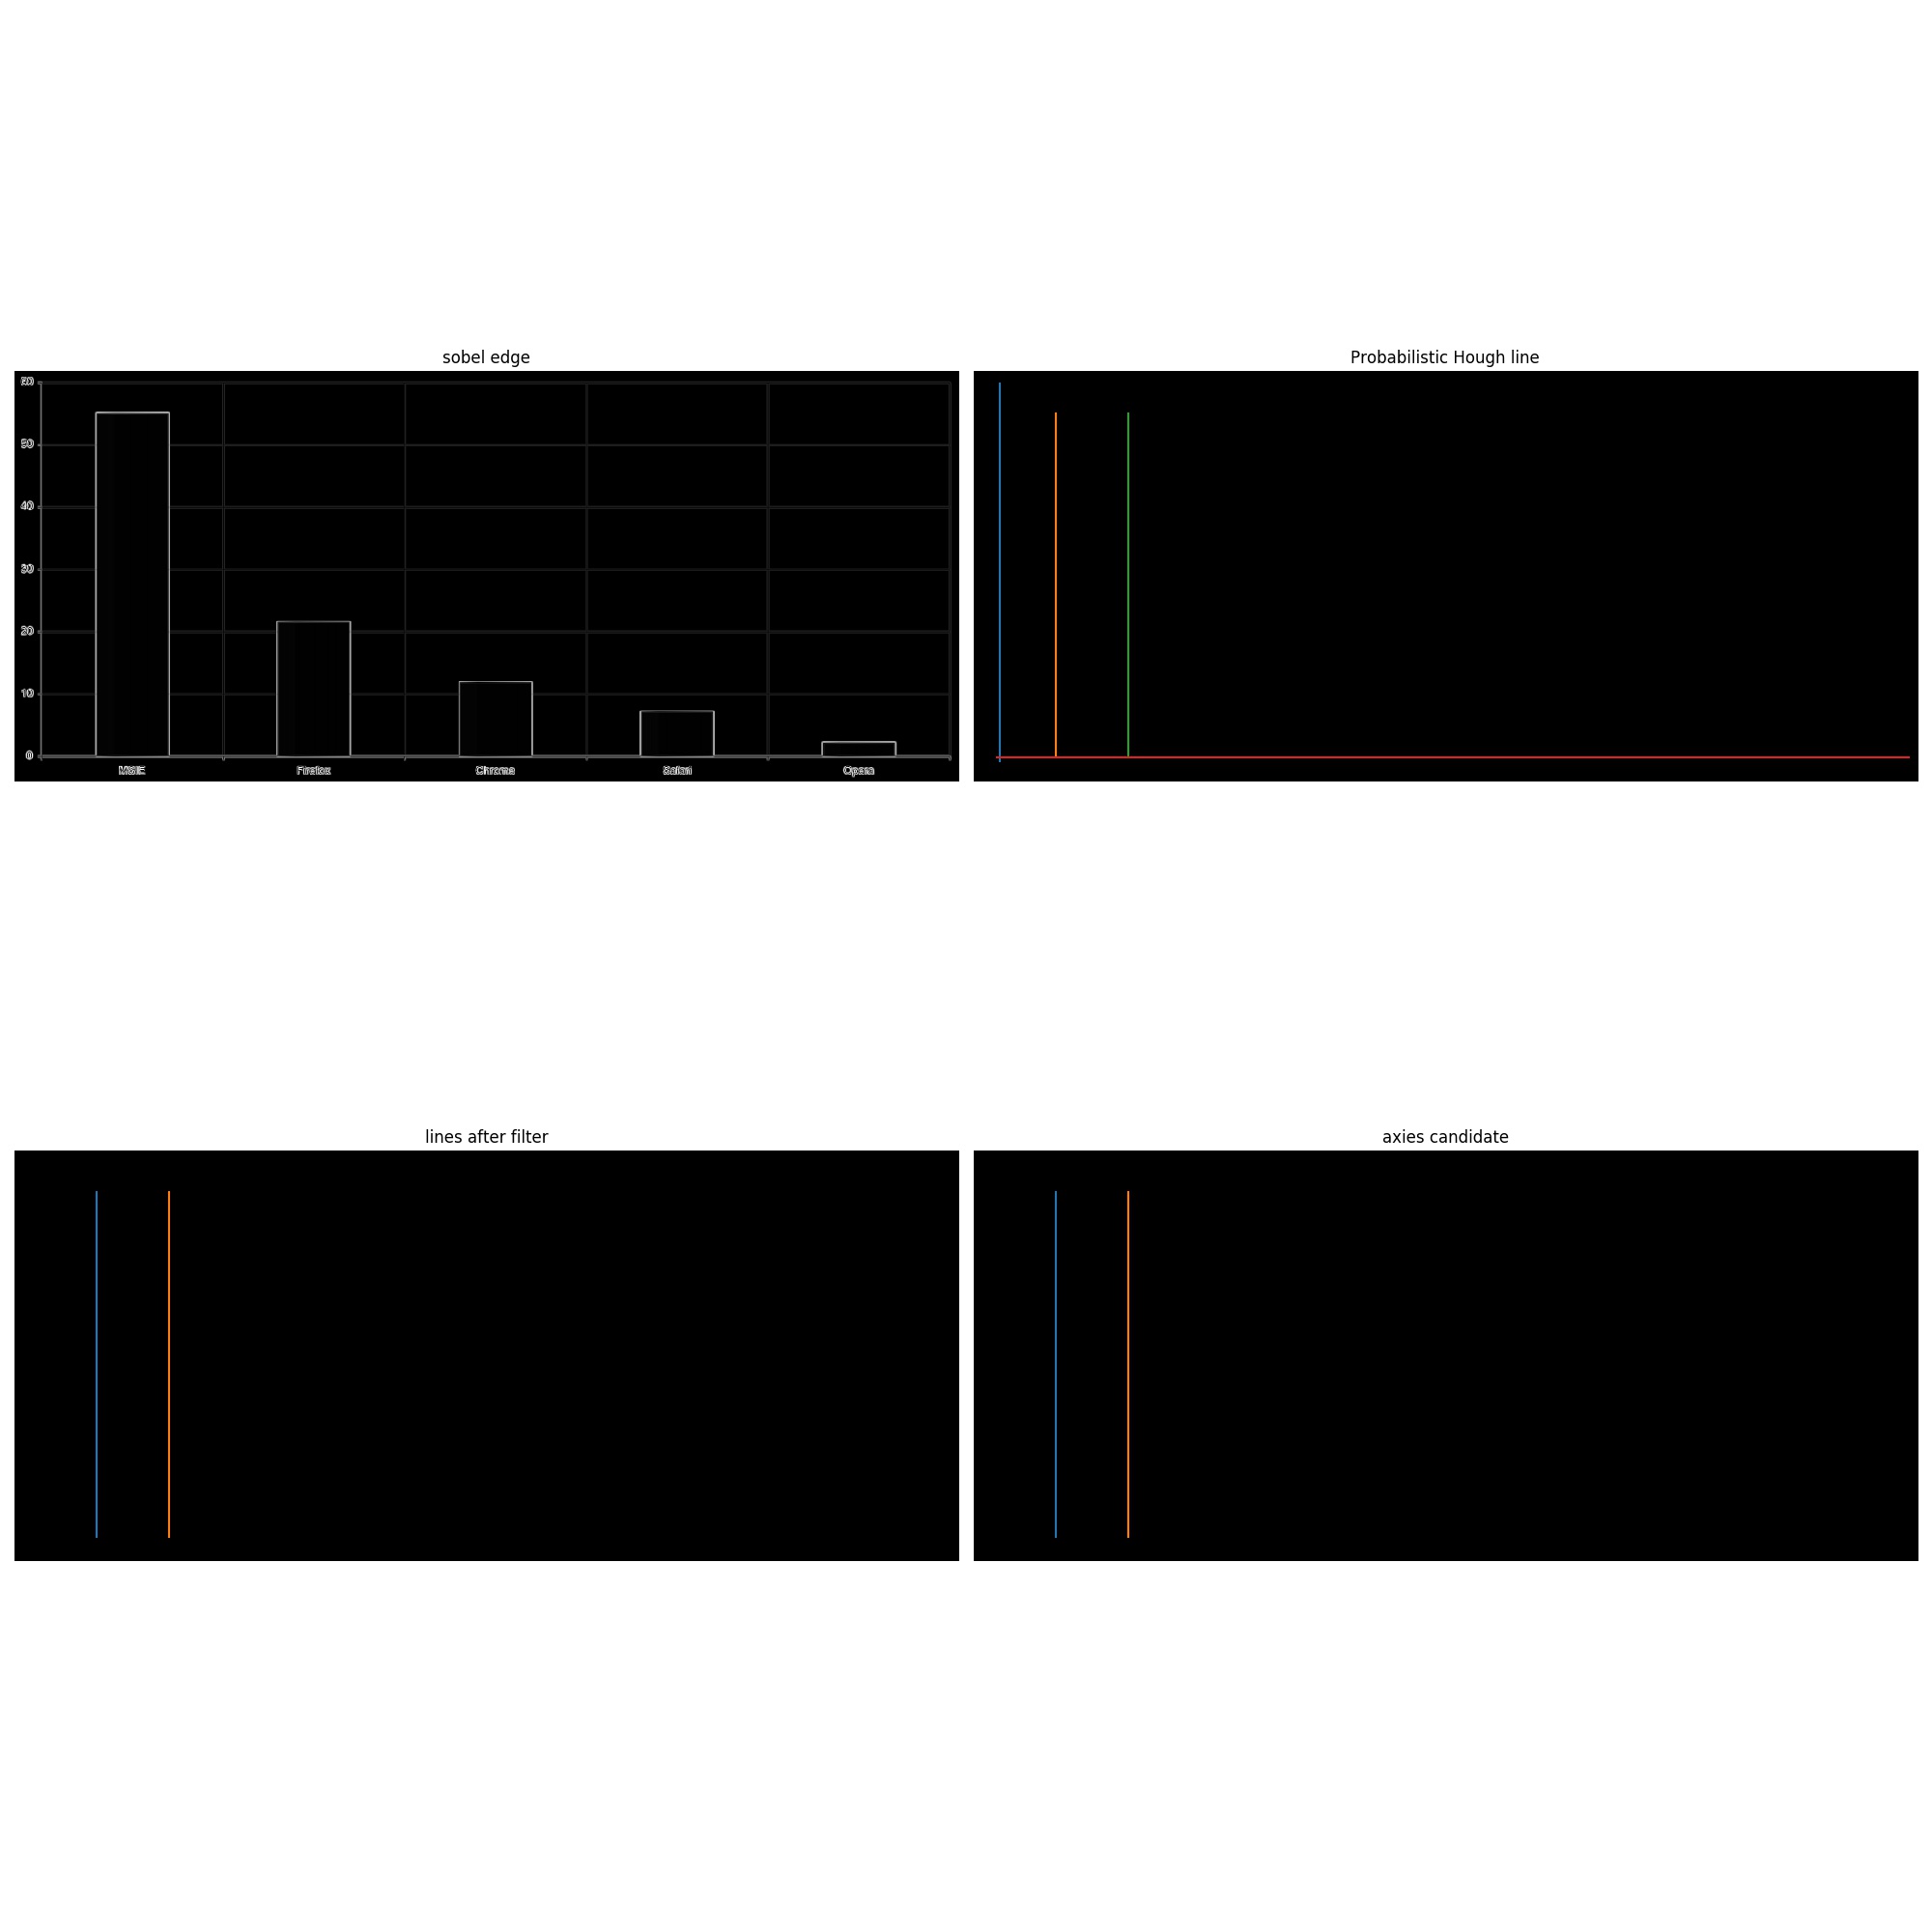 sobel edge
Probabilistic Hough line
60
50
40
30
20
10
0
MSIE Firefox Chrome Safari Opera
lines after filter
axies candidate